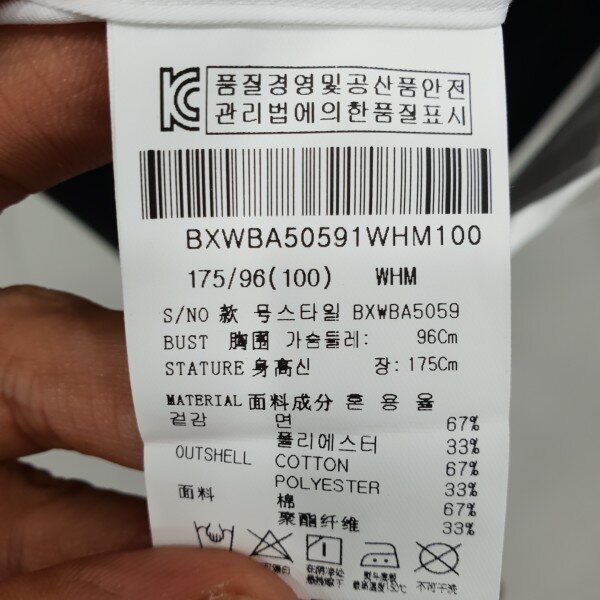 품질경영및공산품안전
관리법에의한품질표시
BXWBA50591WHM100
175/96(100) WHM
S/NO 款 号스타일 BXWBA5059
BUST 胸围 가슴둘레: 96Cm
STATURE 身高신 장: 175Cm
MATERIAL 面料成分 혼 용 율
겉감 면 67%
폴리에스터 33%
OUTSHELL COTTON 67%
POLYESTER 33%
面料 棉 67%
聚酯纤维 33%
不可干洗